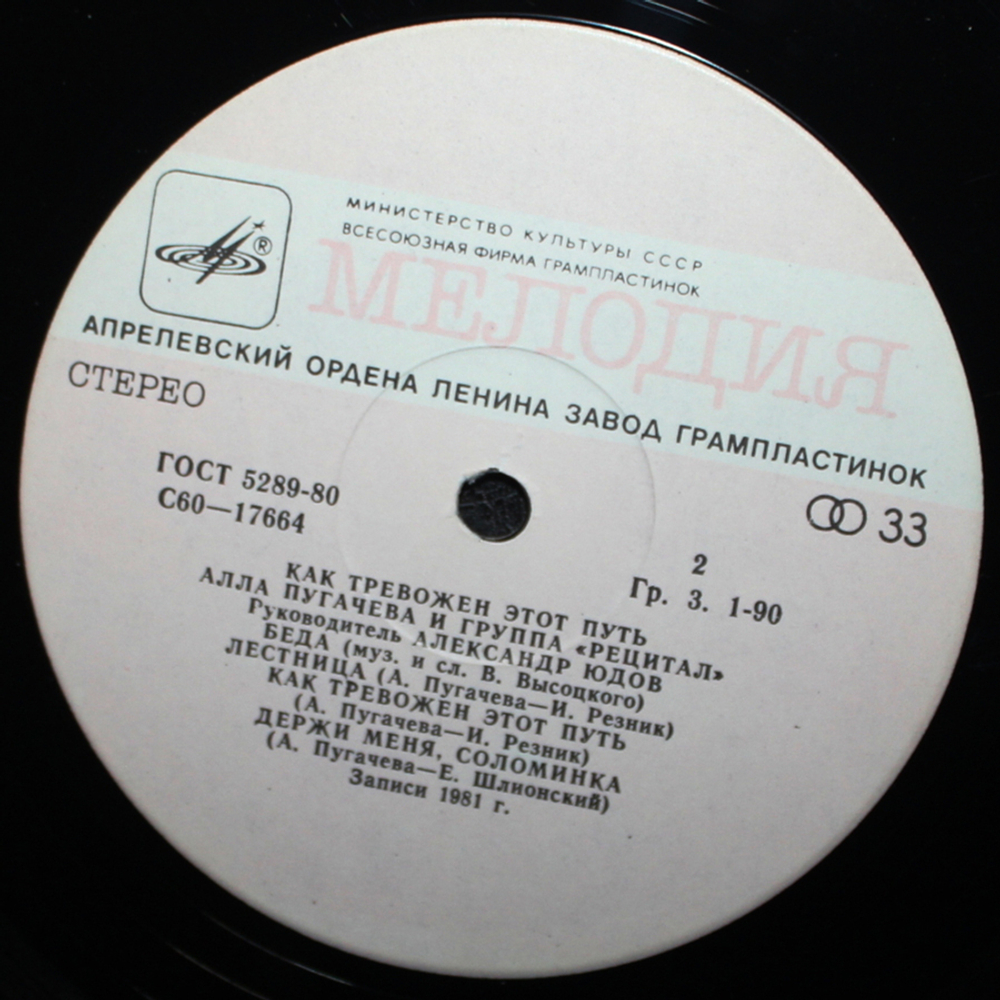 ®
МИНИСТЕРСТВО КУЛЬТУРЫ СССР
ВСЕСОЮЗНАЯ ФИРМА ГРАМПЛАСТИНОК
МЕЛОДИЯ
АПРЕЛЕВСКИЙ ОРДЕНА ЛЕНИНА ЗАВОД ГРАМПЛАСТИНОК
СТЕРЕО
33
ГОСТ 5289-80
С60—17664
2
Гр. 3. 1-90
КАК ТРЕВОЖЕН ЭТОТ ПУТЬ
АЛЛА ПУГАЧЕВА И ГРУППА «РЕЦИТАЛ»
Руководитель АЛЕКСАНДР ЮДОВ
БЕДА (муз. и сл. В. Высоцкого)
ЛЕСТНИЦА (А. Пугачева—И. Резник)
КАК ТРЕВОЖЕН ЭТОТ ПУТЬ
(А. Пугачева—И. Резник)
ДЕРЖИ МЕНЯ, СОЛОМИНКА
(А. Пугачева—Е. Шлионский)
Записи 1981 г.